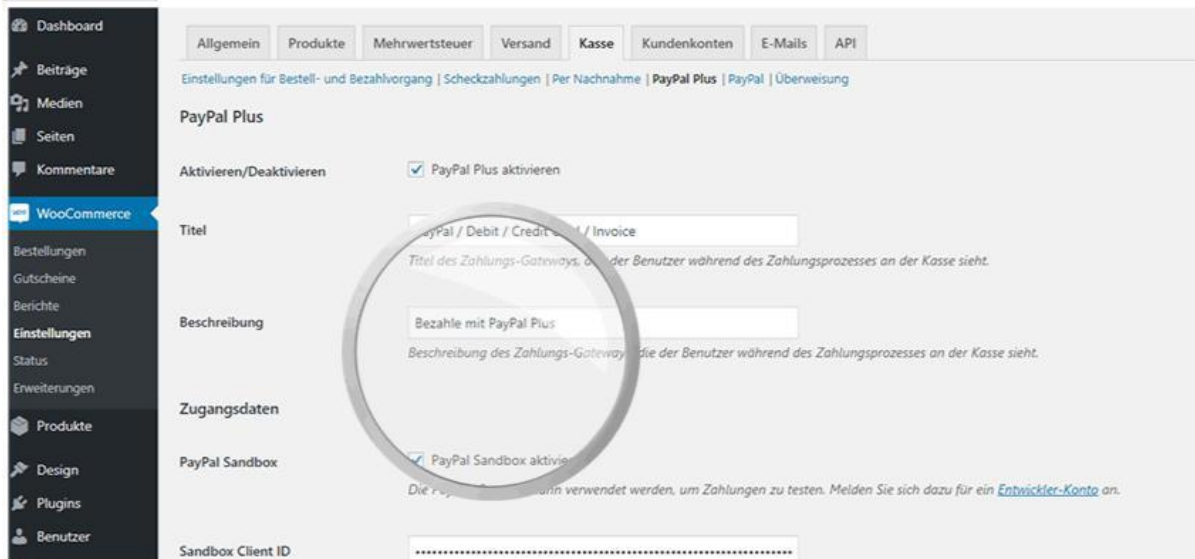 Dashboard
Beiträge
Medien
Seiten
Kommentare
WooCommerce
Bestellungen
Gutscheine
Berichte
Einstellungen
Status
Erweiterungen
Produkte
Design
Plugins
Benutzer
Allgemein Produkte Mehrwertsteuer Versand Kasse Kundenkonten E-Mails API
Einstellungen für Bestell- und Bezahlvorgang | Scheckzahlungen | Per Nachnahme | PayPal Plus | PayPal | Überweisung
PayPal Plus
Aktivieren/Deaktivieren PayPal Plus aktivieren
Titel PayPal / Debit / Credit / Invoice
Titel des Zahlungs-Gateways, der Benutzer während des Zahlungsprozesses an der Kasse sieht.
Beschreibung Bezahle mit PayPal Plus
Beschreibung des Zahlungs-Gateway die der Benutzer während des Zahlungsprozesses an der Kasse sieht.
Zugangsdaten
PayPal Sandbox PayPal Sandbox
Die verwendet werden, um Zahlungen zu testen. Melden Sie sich dazu für ein Entwickler-Konto an.
Sandbox Client ID